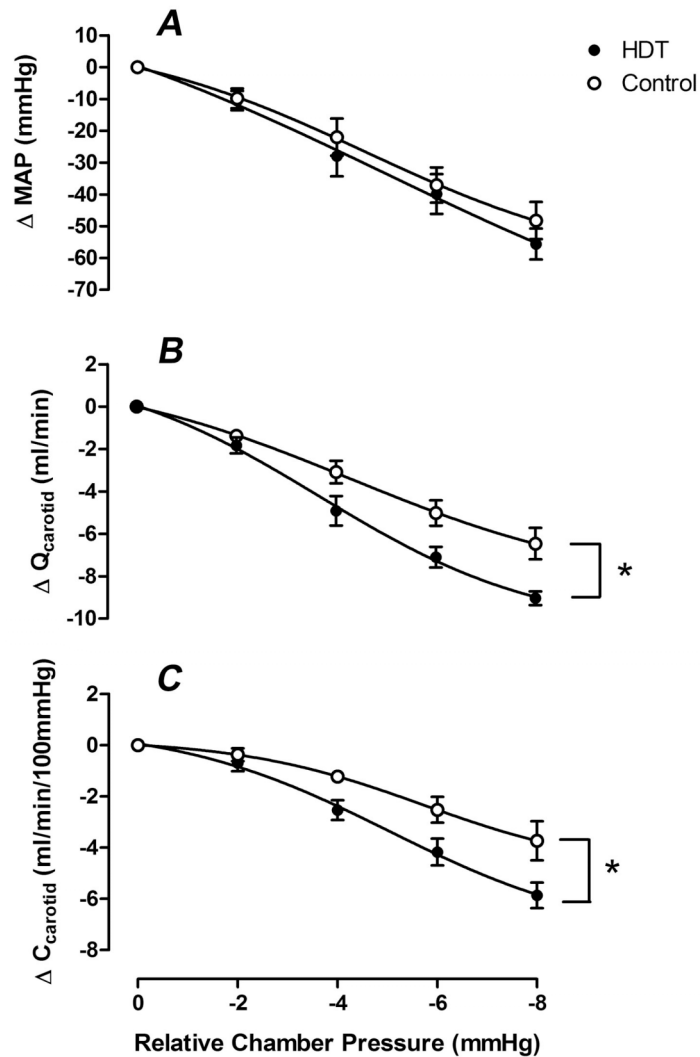 A
HDT
Control
Δ MAP (mmHg)
10
0
-10
-20
-30
-40
-50
-60
-70
B
Δ Qcarotid (ml/min)
2
0
-2
-4
-6
-8
-10
*
C
Δ Ccarotid (ml/min/100mmHg)
2
0
-2
-4
-6
-8
*
0 -2 -4 -6 -8
Relative Chamber Pressure (mmHg)